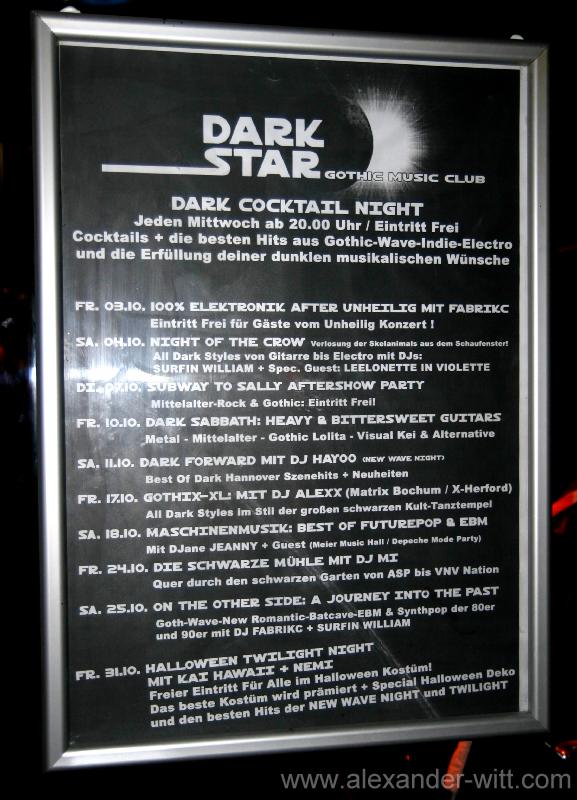 DARK
STAR GOTHIC MUSIC CLUB
DARK COCKTAIL NIGHT
Jeden Mittwoch ab 20.00 Uhr / Eintritt Frei
Cocktails + die besten Hits aus Gothic-Wave-Indie-Electro
und die Erfüllung deiner dunklen musikalischen Wünsche
FR. 03.10. 100% ELEKTRONIK AFTER UNHEILIG MIT FABRIKC
Eintritt Frei für Gäste vom Unheilig Konzert !
SA. 04.10. NIGHT OF THE CROW Verlosung der Skelanimals aus dem Schaufenster!
All Dark Styles von Gitarre bis Electro mit DJs:
SURFIN WILLIAM + Spec. Guest: LEELONETTE IN VIOLETTE
DI. 07.10. SUBWAY TO SALLY AFTERSHOW PARTY
Mittelalter-Rock & Gothic: Eintritt Frei!
FR. 10.10. DARK SABBATH: HEAVY & BITTERSWEET GUITARS
Metal - Mittelalter - Gothic Lolita - Visual Kei & Alternative
SA. 11.10. DARK FORWARD MIT DJ HAYOO (NEW WAVE NIGHT)
Best Of Dark Hannover Szenehits + Neuheiten
FR. 17.10. GOTHIX-XL: MIT DJ ALEXX (Matrix Bochum / X-Herford)
All Dark Styles im Stil der großen schwarzen Kult-Tanztempel
SA. 18.10. MASCHINENMUSIK: BEST OF FUTUREPOP & EBM
Mit DJane JEANNY + Guest (Meier Music Hall / Depeche Mode Party)
FR. 24.10. DIE SCHWARZE MÜHLE MIT DJ MI
Quer durch den schwarzen Garten von ASP bis VNV Nation
SA. 25.10. ON THE OTHER SIDE: A JOURNEY INTO THE PAST
Goth-Wave-New Romantic-Batcave-EBM & Synthpop der 80er
und 90er mit DJ FABRIKC + SURFIN WILLIAM
FR. 31.10. HALLOWEEN TWILIGHT NIGHT
MIT KAI HAWAII + NEMI
Freier Eintritt Für Alle im Halloween Kostüm!
Das beste Kostüm wird prämiert + Special Halloween Deko
und den besten Hits der NEW WAVE NIGHT und TWILIGHT
www.alexander-witt.com